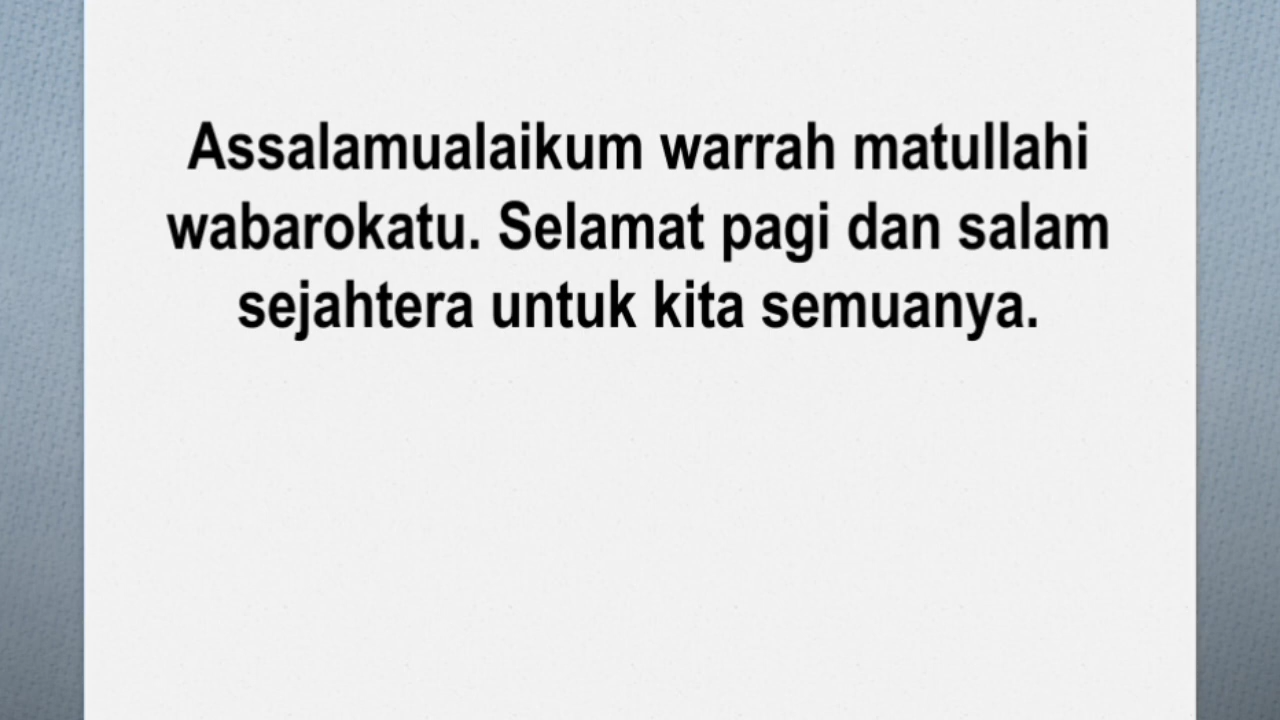 Assalamualaikum warrah matullahi
wabarokatu. Selamat pagi dan salam
sejahtera untuk kita semuanya.